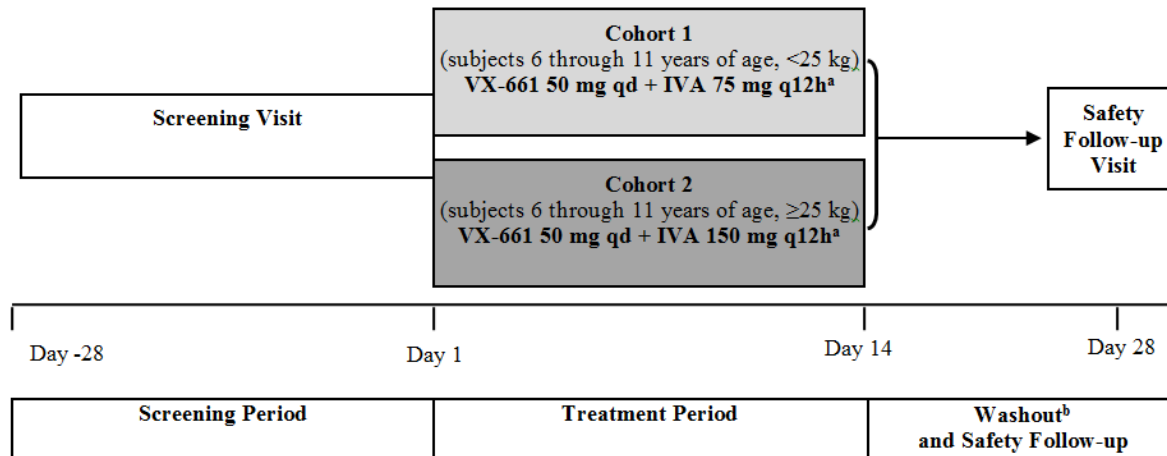 Cohort 1
(subjects 6 through 11 years of age, <25 kg)
VX-661 50 mg qd + IVA 75 mg q12hᵃ
Screening Visit
Safety
Follow-up
Visit
Cohort 2
(subjects 6 through 11 years of age, ≥25 kg)
VX-661 50 mg qd + IVA 150 mg q12hᵃ
Day -28
Day 1
Day 14
Day 28
Screening Period
Treatment Period
Washoutᵇ
and Safety Follow-up